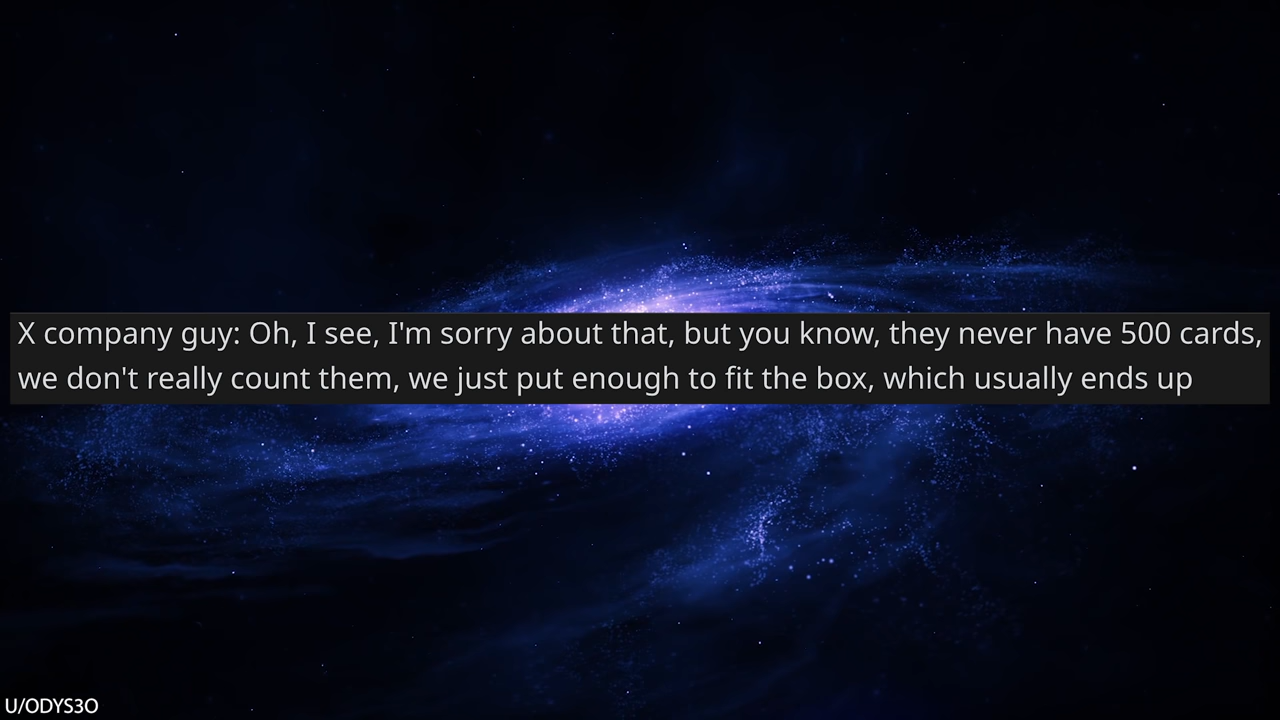 X company guy: Oh, I see, I'm sorry about that, but you know, they never have 500 cards,
we don't really count them, we just put enough to fit the box, which usually ends up
U/ODYS3O